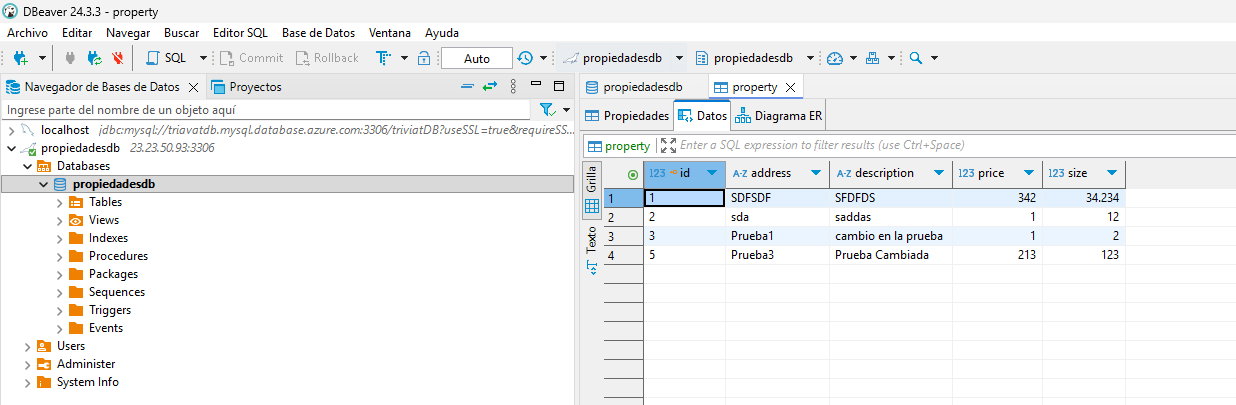 DBeaver 24.3.3 - property
Archivo Editar Navegar Buscar Editor SQL Base de Datos Ventana Ayuda
SQL Commit Rollback Auto propiedadesdb propiedadesdb
Navegador de Bases de Datos Proyectos
Ingrese parte del nombre de un objeto aquí
localhost jdbc:mysql://triavatdb.mysql.database.azure.com:3306/triviatDB?useSSL=true&requireSS...
propiedadesdb 23.23.50.93:3306
Databases
propiedadesdb
Tables
Views
Indexes
Procedures
Packages
Sequences
Triggers
Events
Users
Administer
System Info
propiedadesdb property
Propiedades Datos Diagrama ER
property Enter a SQL expression to filter results (use Ctrl+Space)
Grilla
Texto
123 id A-Z address A-Z description 123 price 123 size
1 1 SDFSDF SFDFDS 342 34.234
2 2 sda saddas 1 12
3 3 Prueba1 cambio en la prueba 1 2
4 5 Prueba3 Prueba Cambiada 213 123